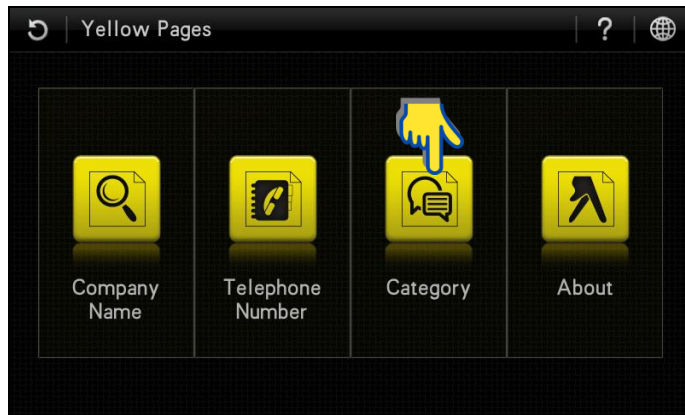 Yellow Pages ?
Company
Name
Telephone
Number
Category
About